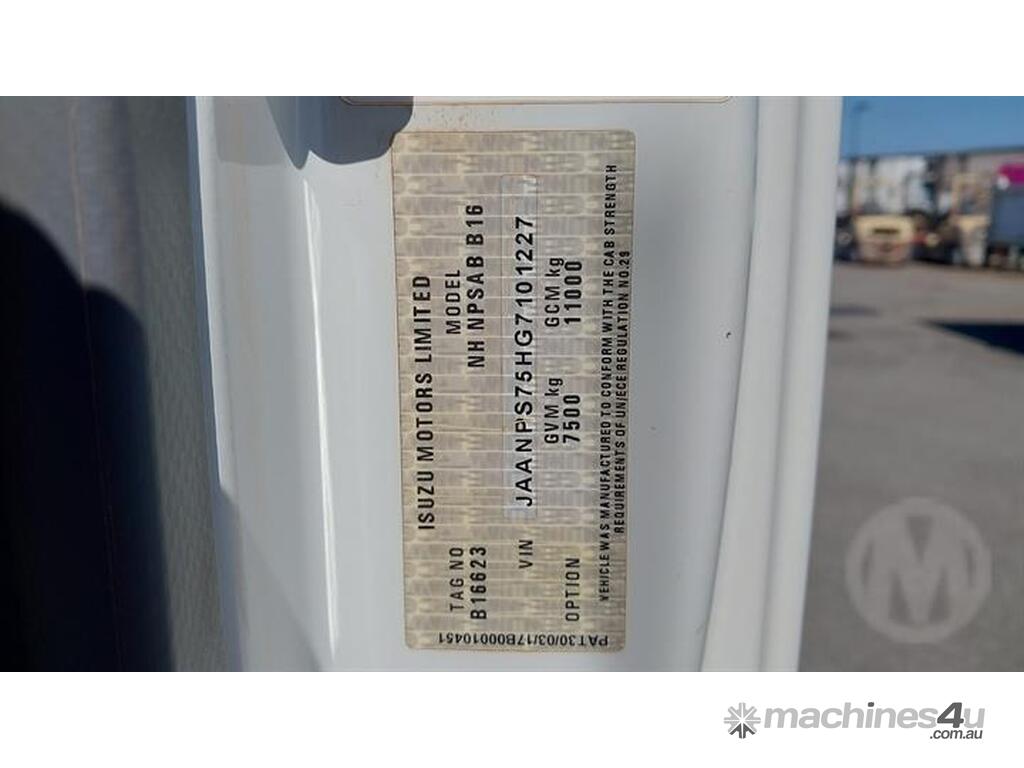 ISUZU MOTORS LIMITED
TAG NO MODEL
B16623 NH NPSAB B16
VIN JAANPS75HG7101227
GVM kg GCM kg
OPTION 7500 11000
VEHICLE WAS MANUFACTURED TO CONFORM WITH THE CAB STRENGTH
REQUIREMENTS OF UN/ECE REGULATION NO.29
PAT30/03/17B00010451
M
machines4u
.com.au